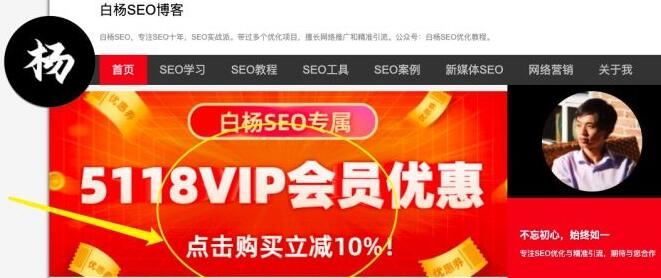 白杨SEO博客
白杨SEO，专注SEO十年，SEO实战派。带过多个优化项目，擅长网络推广和精准引流。公众号：白杨SEO优化教程。
杨
首页 SEO学习 SEO教程 SEO工具 SEO案例 新媒体SEO 网络营销 关于我
优惠券
优惠券
白杨SEO专属
5118VIP会员优惠
点击购买立减10%！
优惠券
优惠券
不忘初心，始终如一
专注SEO优化与精准引流，期待与您合作